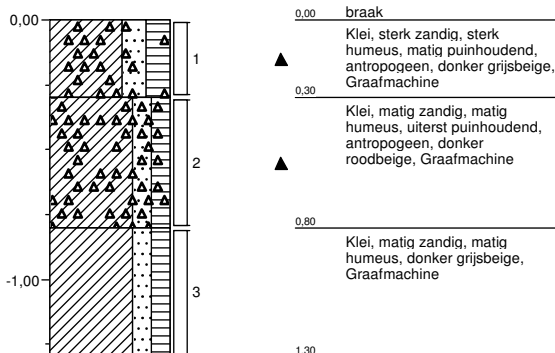 0,00
-1,00
1
2
3
0,00
braak
Klei, sterk zandig, sterk
humeus, matig puinhoudend,
antropogeen, donker grijsbeige,
Graafmachine
0,30
Klei, matig zandig, matig
humeus, uiterst puinhoudend,
antropogeen, donker
roodbeige, Graafmachine
0,80
Klei, matig zandig, matig
humeus, donker grijsbeige,
Graafmachine
1,30